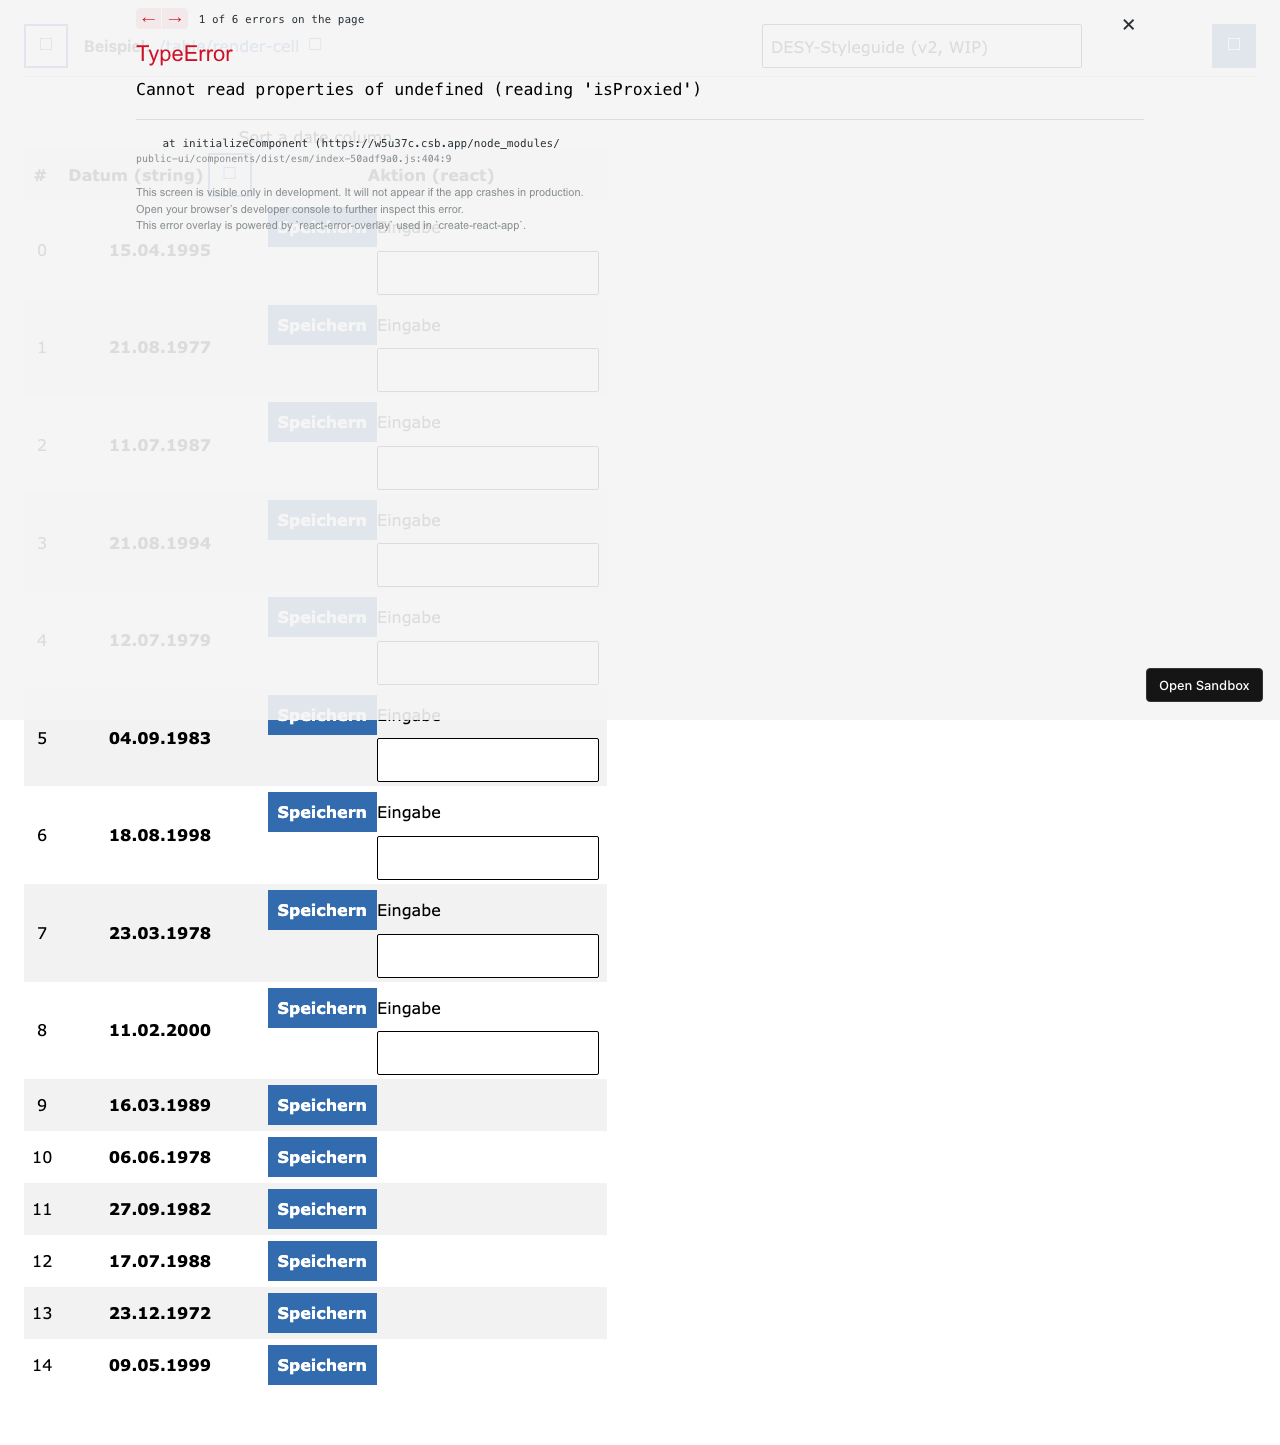 ← → 1 of 6 errors on the page ✕
Beispiel /table/render-cell
DESY-Styleguide (v2, WIP)
TypeError
Cannot read properties of undefined (reading 'isProxied')
Sort a date column
at initializeComponent (https://w5u37c.csb.app/node_modules/
public-ui/components/dist/esm/index-50adf9a0.js:404:9
# Datum (string) Aktion (react)
This screen is visible only in development. It will not appear if the app crashes in production.
Open your browser’s developer console to further inspect this error.
This error overlay is powered by `react-error-overlay` used in `create-react-app`.
0 15.04.1995 Speichern Eingabe
1 21.08.1977 Speichern Eingabe
2 11.07.1987 Speichern Eingabe
3 21.08.1994 Speichern Eingabe
4 12.07.1979 Speichern Eingabe
Open Sandbox
5 04.09.1983 Speichern Eingabe
6 18.08.1998 Speichern Eingabe
7 23.03.1978 Speichern Eingabe
8 11.02.2000 Speichern Eingabe
9 16.03.1989 Speichern
10 06.06.1978 Speichern
11 27.09.1982 Speichern
12 17.07.1988 Speichern
13 23.12.1972 Speichern
14 09.05.1999 Speichern